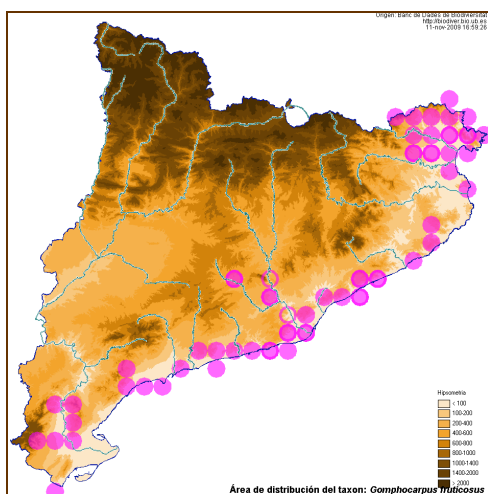 Origen: Banc de Dades de Biodiversitat
http://biodiver.bio.ub.es
11-nov-2009 16:59:26
Hipsometria
< 100
100-200
200-400
400-600
600-800
800-1000
1000-1400
1400-2000
> 2000
Área de distribución del taxon: Gomphocarpus fruticosus